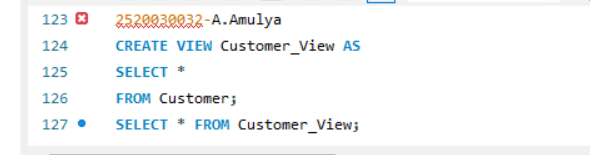 123 2520030032-A.Amulya
124 CREATE VIEW Customer_View AS
125 SELECT *
126 FROM Customer;
127 SELECT * FROM Customer_View;